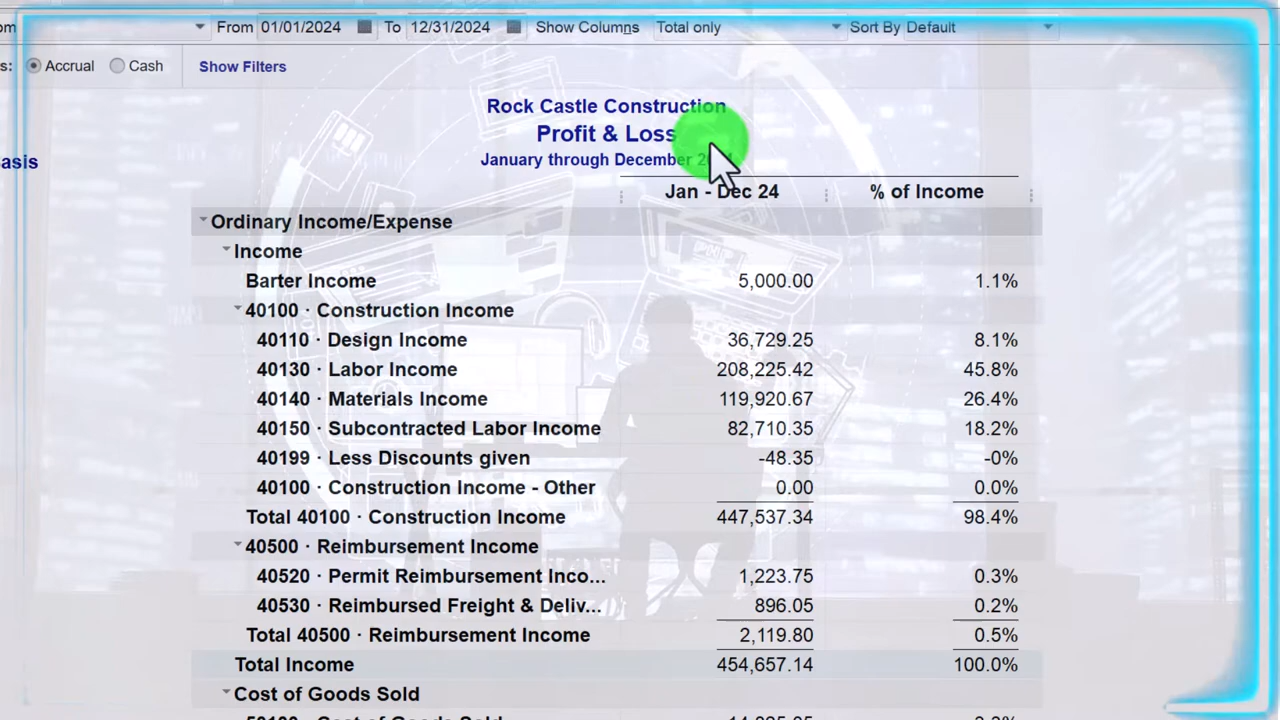 From 01/01/2024 To 12/31/2024 Show Columns Total only Sort By Default
Accrual Cash Show Filters
Rock Castle Construction
Profit & Loss
January through December
asis
Jan - Dec 24 % of Income
Ordinary Income/Expense
Income
Barter Income 5,000.00 1.1%
40100 · Construction Income
40110 · Design Income 36,729.25 8.1%
40130 · Labor Income 208,225.42 45.8%
40140 · Materials Income 119,920.67 26.4%
40150 · Subcontracted Labor Income 82,710.35 18.2%
40199 · Less Discounts given -48.35 -0%
40100 · Construction Income - Other 0.00 0.0%
Total 40100 · Construction Income 447,537.34 98.4%
40500 · Reimbursement Income
40520 · Permit Reimbursement Inco... 1,223.75 0.3%
40530 · Reimbursed Freight & Deliv... 896.05 0.2%
Total 40500 · Reimbursement Income 2,119.80 0.5%
Total Income 454,657.14 100.0%
Cost of Goods Sold